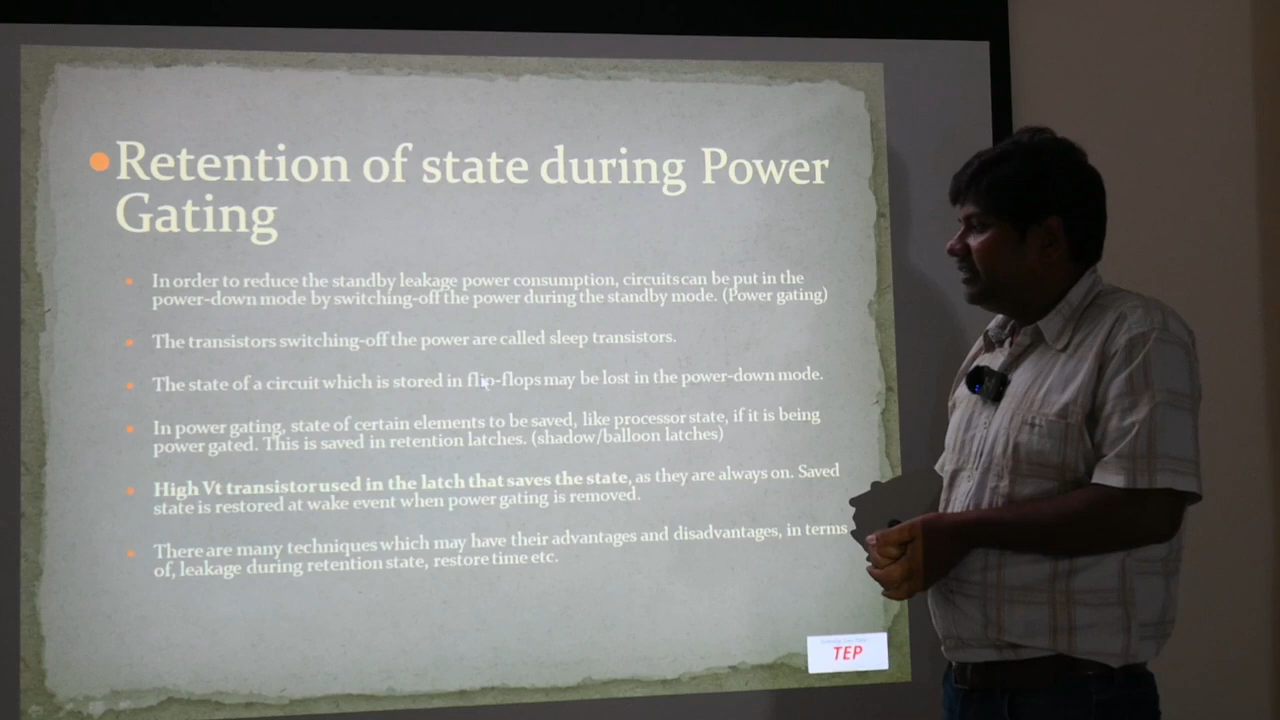 Retention of state during Power
Gating
In order to reduce the standby leakage power consumption, circuits can be put in the
power-down mode by switching-off the power during the standby mode. (Power gating)
The transistors switching-off the power are called sleep transistors.
The state of a circuit which is stored in flip-flops may be lost in the power-down mode.
In power gating, state of certain elements to be saved, like processor state, if it is being
power gated. This is saved in retention latches. (shadow/balloon latches)
High Vt transistor used in the latch that saves the state, as they are always on. Saved
state is restored at wake event when power gating is removed.
There are many techniques which may have their advantages and disadvantages, in terms
of, leakage during retention state, restore time etc.
TEP